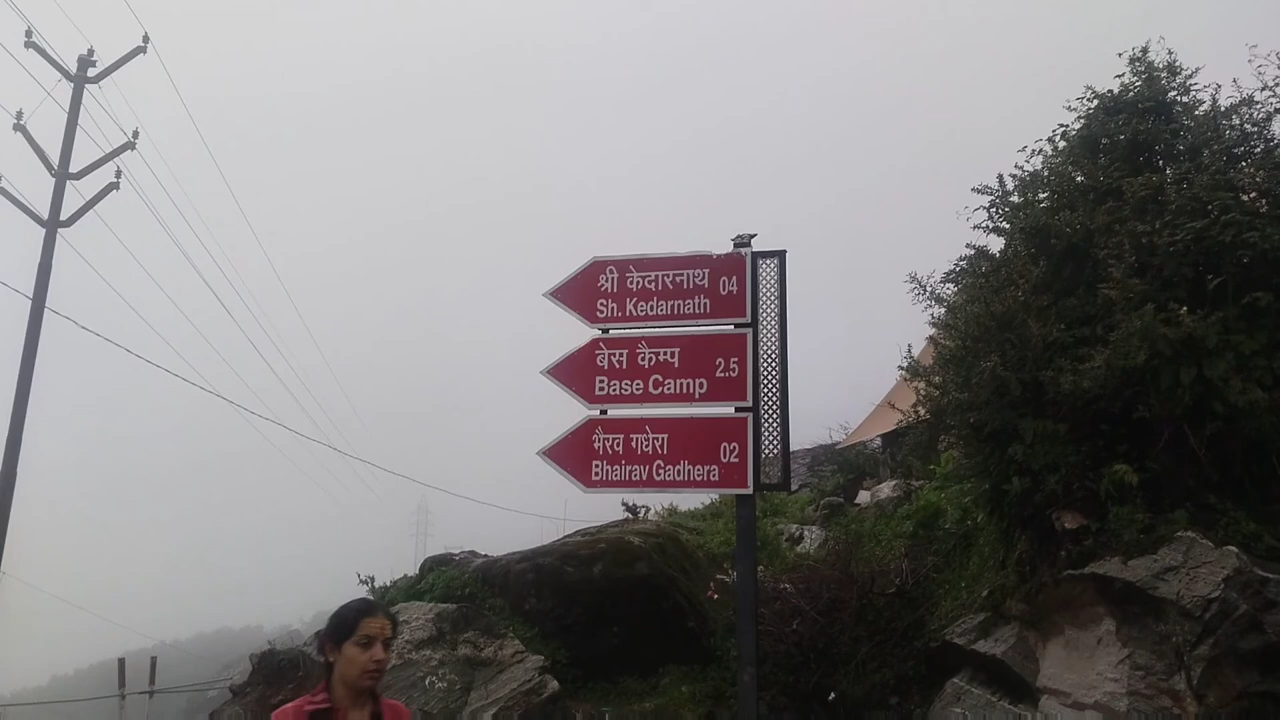 श्री केदारनाथ 04
Sh. Kedarnath
बेस कैम्प 2.5
Base Camp
भैरव गधेरा 02
Bhairav Gadhera